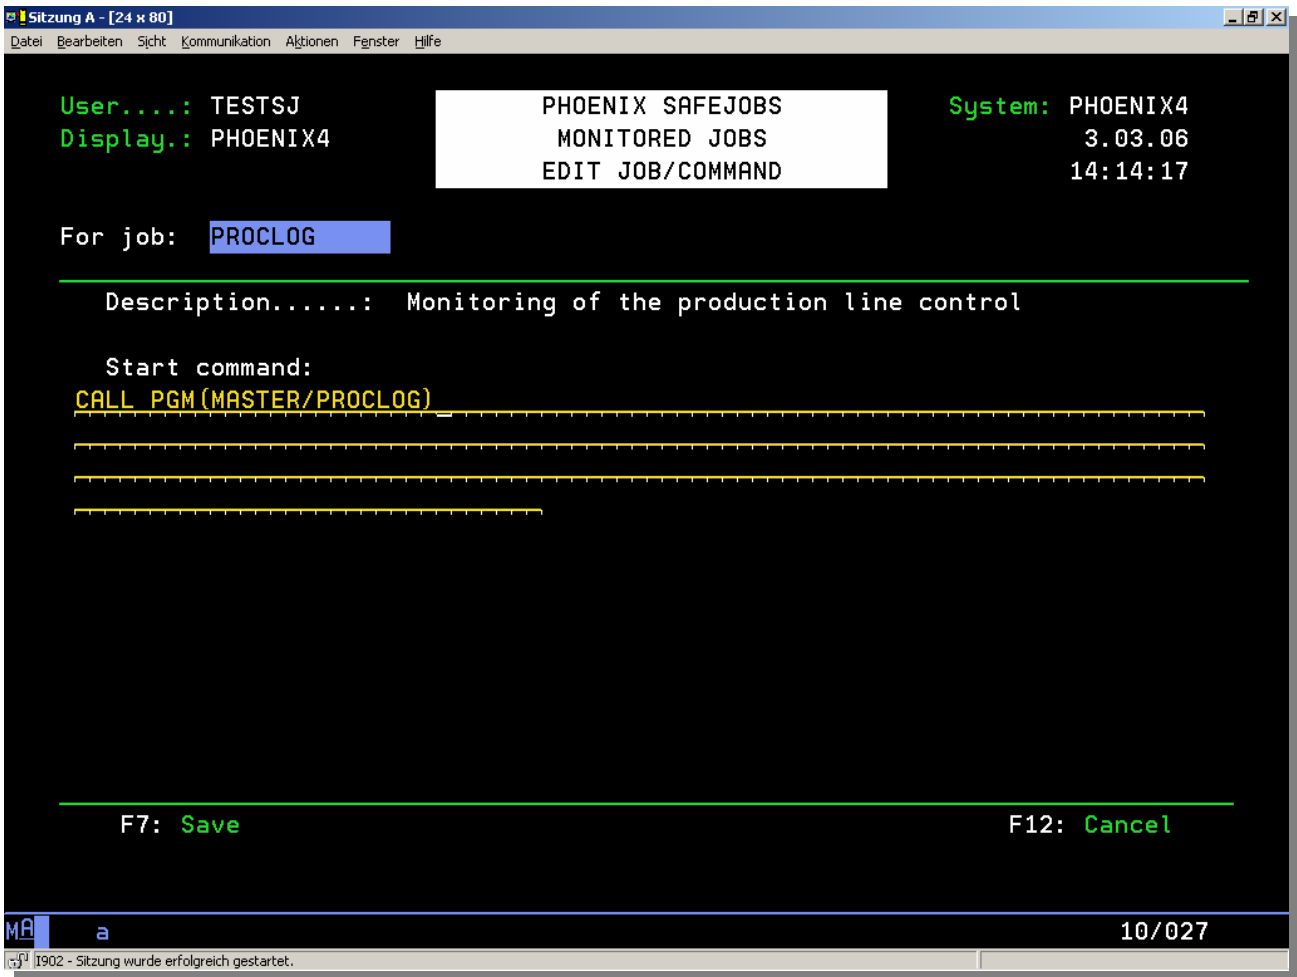 Sitzung A - [24 x 80]
Datei Bearbeiten Sicht Kommunikation Aktionen Fenster Hilfe
User....: TESTSJ PHOENIX SAFEJOBS System: PHOENIX4
Display.: PHOENIX4 MONITORED JOBS 3.03.06
EDIT JOB/COMMAND 14:14:17
For job: PROCLOG
Description......: Monitoring of the production line control
Start command:
CALL PGM(MASTER/PROCLOG)
F7: Save F12: Cancel
MA a 10/027
I902 - Sitzung wurde erfolgreich gestartet.